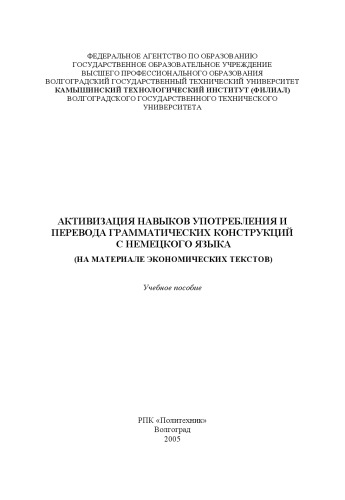 ФЕДЕРАЛЬНОЕ АГЕНТСТВО ПО ОБРАЗОВАНИЮ
ГОСУДАРСТВЕННОЕ ОБРАЗОВАТЕЛЬНОЕ УЧРЕЖДЕНИЕ
ВЫСШЕГО ПРОФЕССИОНАЛЬНОГО ОБРАЗОВАНИЯ
ВОЛГОГРАДСКИЙ ГОСУДАРСТВЕННЫЙ ТЕХНИЧЕСКИЙ УНИВЕРСИТЕТ
КАМЫШИНСКИЙ ТЕХНОЛОГИЧЕСКИЙ ИНСТИТУТ (ФИЛИАЛ)
ВОЛГОГРАДСКОГО ГОСУДАРСТВЕННОГО ТЕХНИЧЕСКОГО
УНИВЕРСИТЕТА
АКТИВИЗАЦИЯ НАВЫКОВ УПОТРЕБЛЕНИЯ И
ПЕРЕВОДА ГРАММАТИЧЕСКИХ КОНСТРУКЦИЙ
С НЕМЕЦКОГО ЯЗЫКА
(НА МАТЕРИАЛЕ ЭКОНОМИЧЕСКИХ ТЕКСТОВ)
Учебное пособие
РПК «Политехник»
Волгоград
2005